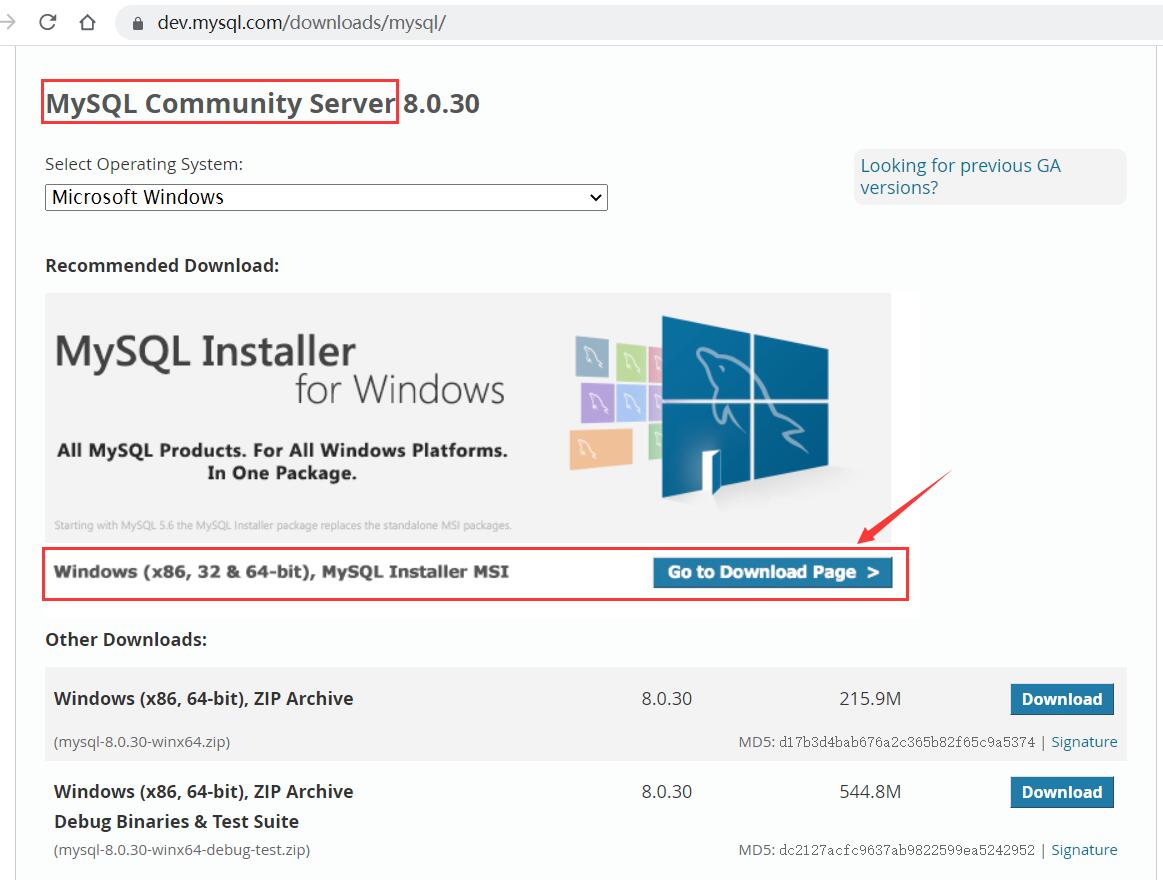 dev.mysql.com/downloads/mysql/
MySQL Community Server 8.0.30
Select Operating System:
Microsoft Windows
Looking for previous GA
versions?
Recommended Download:
MySQL Installer
for Windows
All MySQL Products. For All Windows Platforms.
In One Package.
Starting with MySQL 5.6 the MySQL Installer package replaces the standalone MSI packages.
Windows (x86, 32 & 64-bit), MySQL Installer MSI
Go to Download Page >
Other Downloads:
Windows (x86, 64-bit), ZIP Archive 8.0.30 215.9M Download
(mysql-8.0.30-winx64.zip) MD5: d17b3d4bab676a2c365b82f65c9a5374 | Signature
Windows (x86, 64-bit), ZIP Archive 8.0.30 544.8M Download
Debug Binaries & Test Suite
(mysql-8.0.30-winx64-debug-test.zip) MD5: dc2127acfc9637ab9822599ea5242952 | Signature